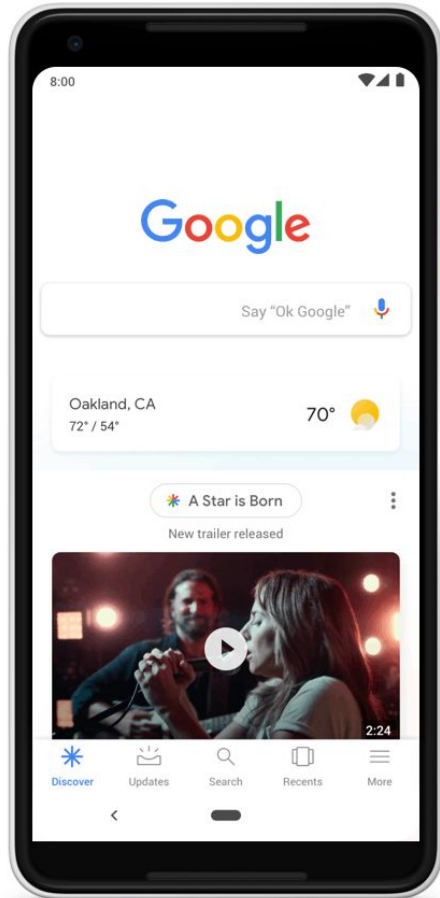 8:00
Google
Say "Ok Google"
Oakland, CA
70°
72° / 54°
A Star is Born
New trailer released
2:24
Discover
Updates
Search
Recents
More